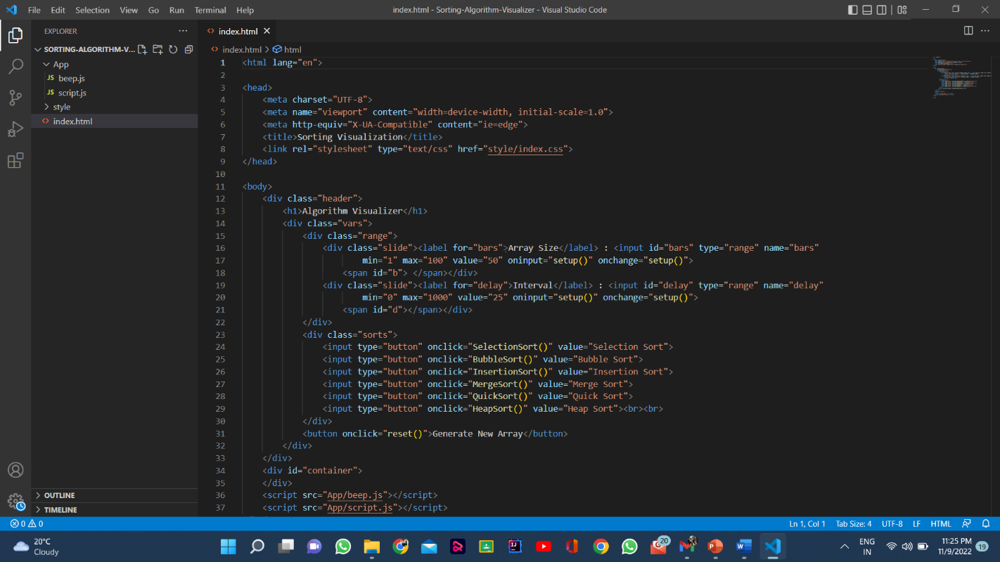 File Edit Selection View Go Run Terminal Help
index.html - Sorting-Algorithm-Visualizer - Visual Studio Code
EXPLORER
SORTING-ALGORITHM-V...
App
JS beep.js
JS script.js
style
<> index.html
OUTLINE
TIMELINE
<> index.html
<> index.html > html
1 <html lang="en">
2
3 <head>
4 <meta charset="UTF-8">
5 <meta name="viewport" content="width=device-width, initial-scale=1.0">
6 <meta http-equiv="X-UA-Compatible" content="ie=edge">
7 <title>Sorting Visualization</title>
8 <link rel="stylesheet" type="text/css" href="style/index.css">
9 </head>
10
11 <body>
12 <div class="header">
13 <h1>Algorithm Visualizer</h1>
14 <div class="vars">
15 <div class="range">
16 <div class="slide"><label for="bars">Array Size</label> : <input id="bars" type="range" name="bars"
17 min="1" max="100" value="50" oninput="setup()" onchange="setup()">
18 <span id="b"> </span></div>
19 <div class="slide"><label for="delay">Interval</label> : <input id="delay" type="range" name="delay"
20 min="0" max="1000" value="25" oninput="setup()" onchange="setup()">
21 <span id="d"></span></div>
22 </div>
23 <div class="sorts">
24 <input type="button" onclick="SelectionSort()" value="Selection Sort">
25 <input type="button" onclick="BubbleSort()" value="Bubble Sort">
26 <input type="button" onclick="InsertionSort()" value="Insertion Sort">
27 <input type="button" onclick="MergeSort()" value="Merge Sort">
28 <input type="button" onclick="QuickSort()" value="Quick Sort">
29 <input type="button" onclick="HeapSort()" value="Heap Sort"><br><br>
30 </div>
31 <button onclick="reset()">Generate New Array</button>
32 </div>
33 </div>
34 <div id="container">
35 </div>
36 <script src="App/beep.js"></script>
37 <script src="App/script.js"></script>
0 0
Ln 1, Col 1 Tab Size: 4 UTF-8 LF HTML
20°C
Cloudy
20
ENG
IN
11:25 PM
11/9/2022
19